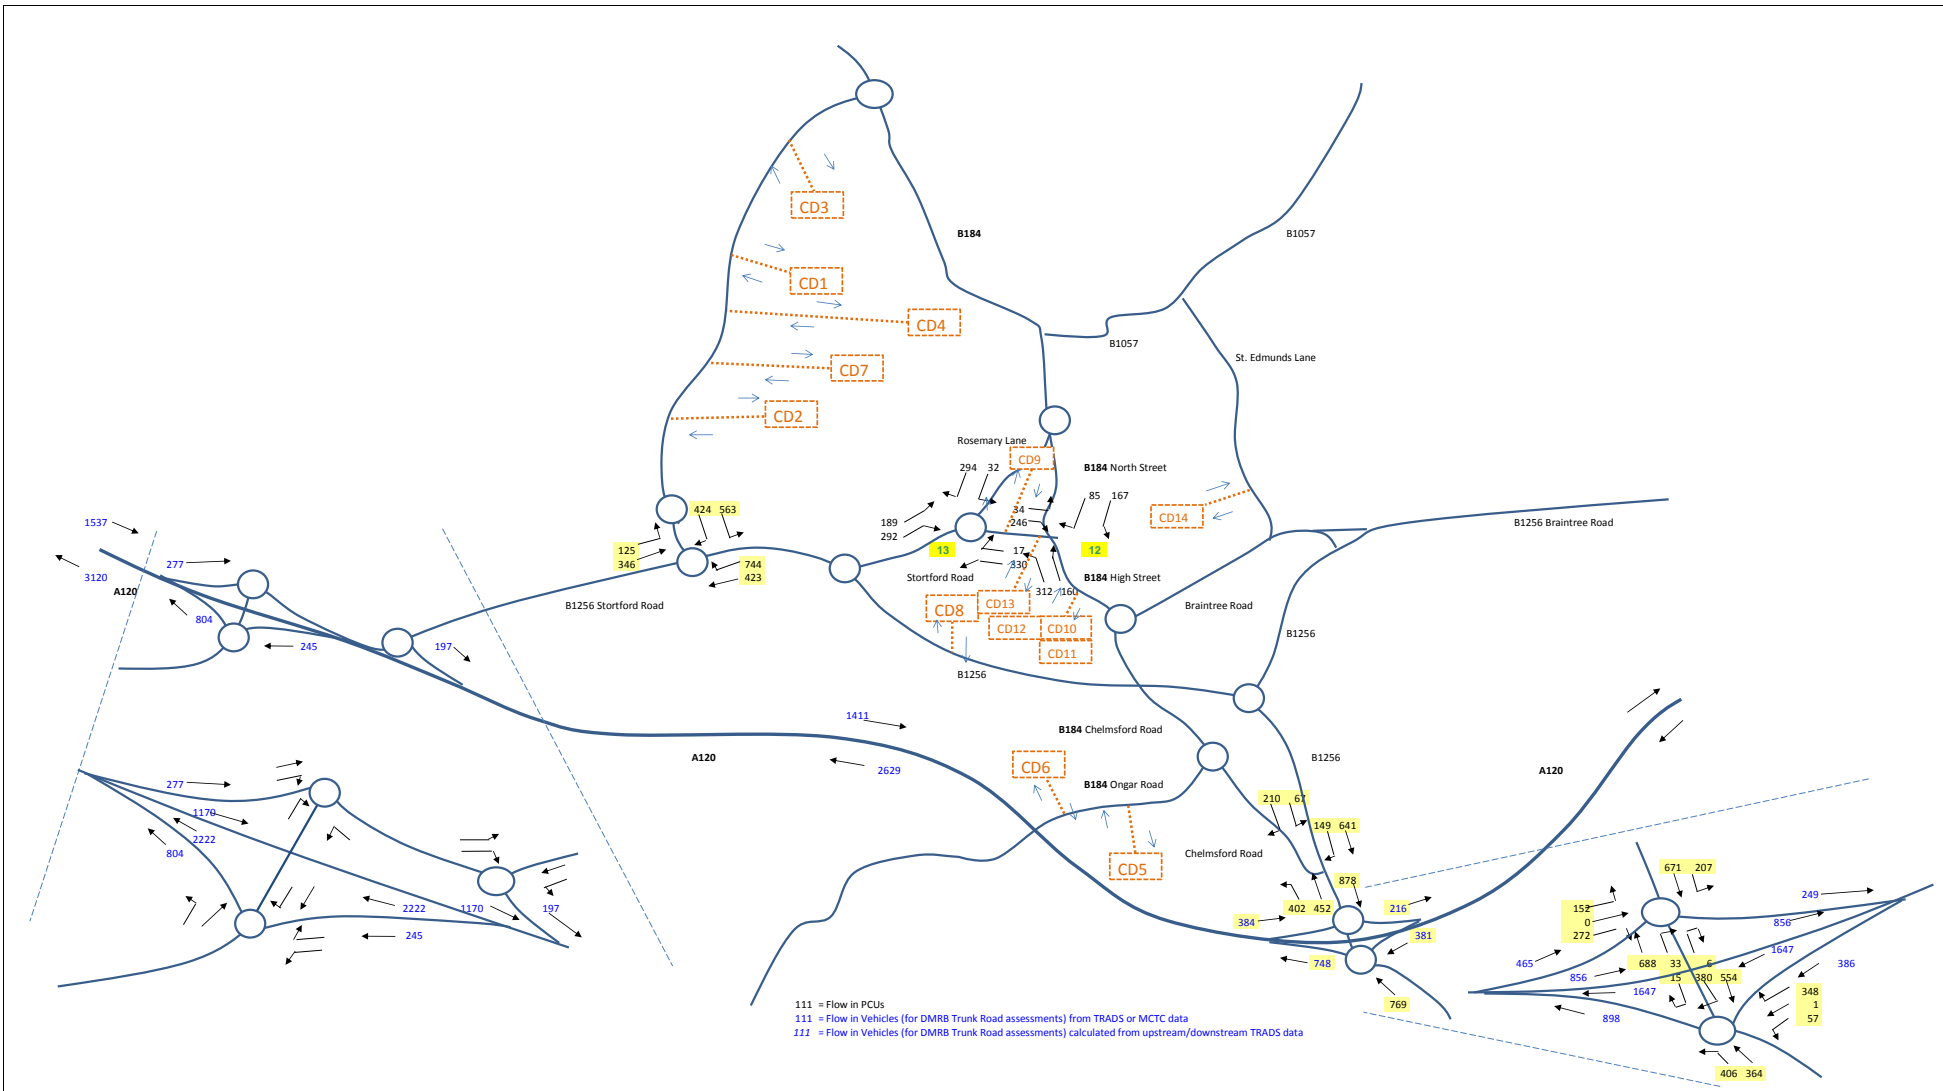 CD3
B184
B1057
CD1
CD4
B1057
St. Edmunds Lane
CD7
CD2
Rosemary Lane
CD9
294 32
B184 North Street
85 167
424 563
34
CD14
1537
189
246
B1256 Braintree Road
292
125
13
17
12
346
744
330
277
423
Stortford Road
B184 High Street
3120
A120
312 160
B1256 Stortford Road
CD8
CD13
Braintree Road
804
CD12
CD10
245
197
CD11
B1256
B1256
1411
B184 Chelmsford Road
A120
2629
CD6
B1256
A120
277
B184 Ongar Road
210 67
1170
149 641
2222
804
Chelmsford Road
CD5
671 207
878
249
2222
1170
197
402 452
216
152
384
0
856
245
381
272
1647
465
748
688 33 6
386
856
15 380 554
1647
348
769
1
898
57
406 364
111 = Flow in PCUs
111 = Flow in Vehicles (for DMRB Trunk Road assessments) from TRADS or MCTC data
111 = Flow in Vehicles (for DMRB Trunk Road assessments) calculated from upstream/downstream TRADS data